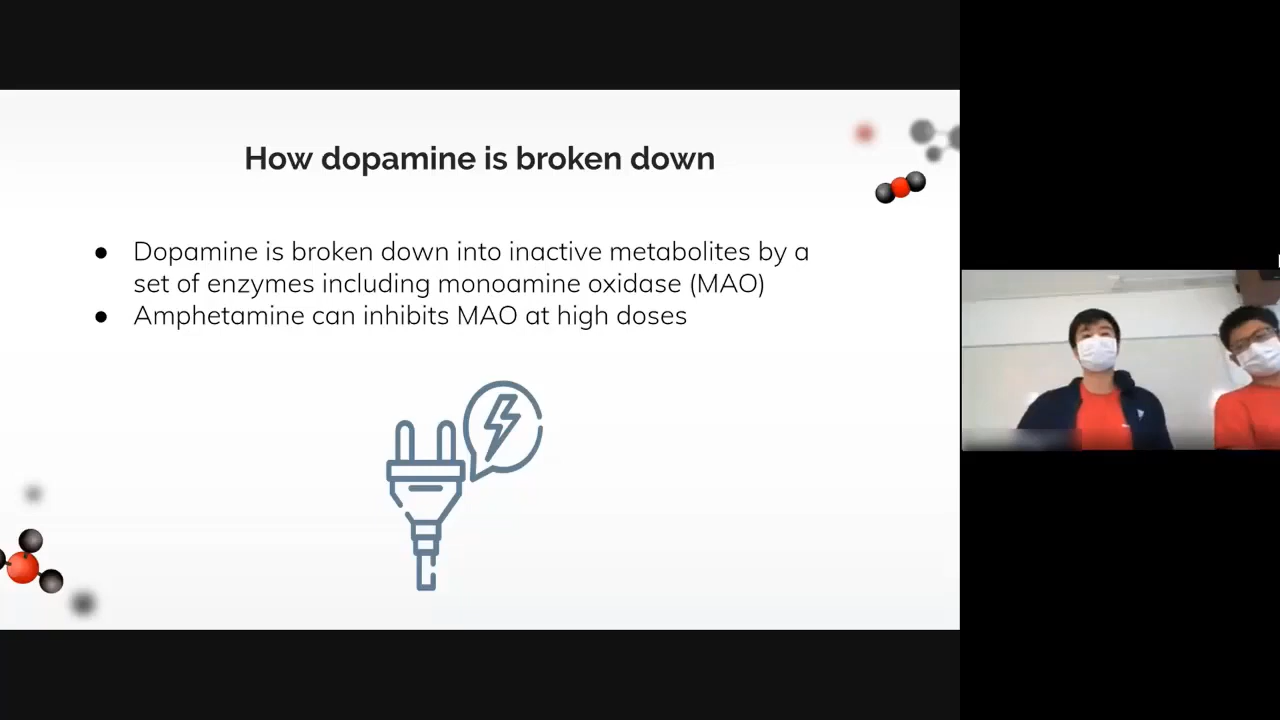 How dopamine is broken down
● Dopamine is broken down into inactive metabolites by a
set of enzymes including monoamine oxidase (MAO)
● Amphetamine can inhibits MAO at high doses